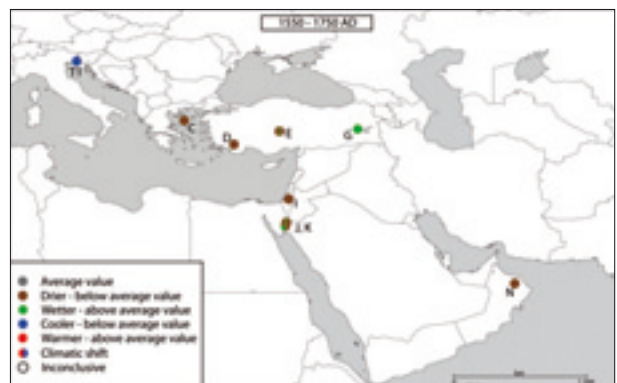 1550 - 1750 AD
C
D
E
G
I
J, K
N
Average value
Drier - below average value
Wetter - above average value
Cooler - below average value
Warmer - above average value
Climatic shift
Inconclusive
km